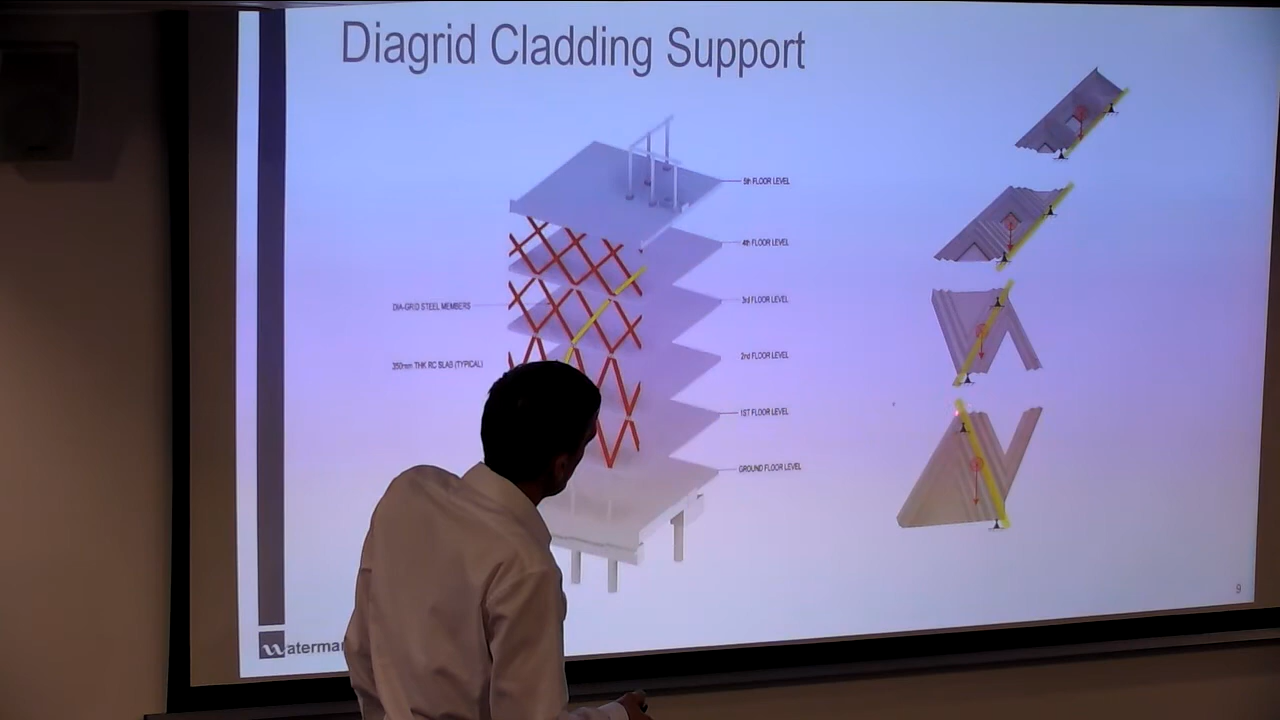 Diagrid Cladding Support
5th FLOOR LEVEL
4th FLOOR LEVEL
3rd FLOOR LEVEL
DIA-GRID STEEL MEMBERS
2nd FLOOR LEVEL
350mm THK RC SLAB (TYPICAL)
1ST FLOOR LEVEL
GROUND FLOOR LEVEL
9
waterma